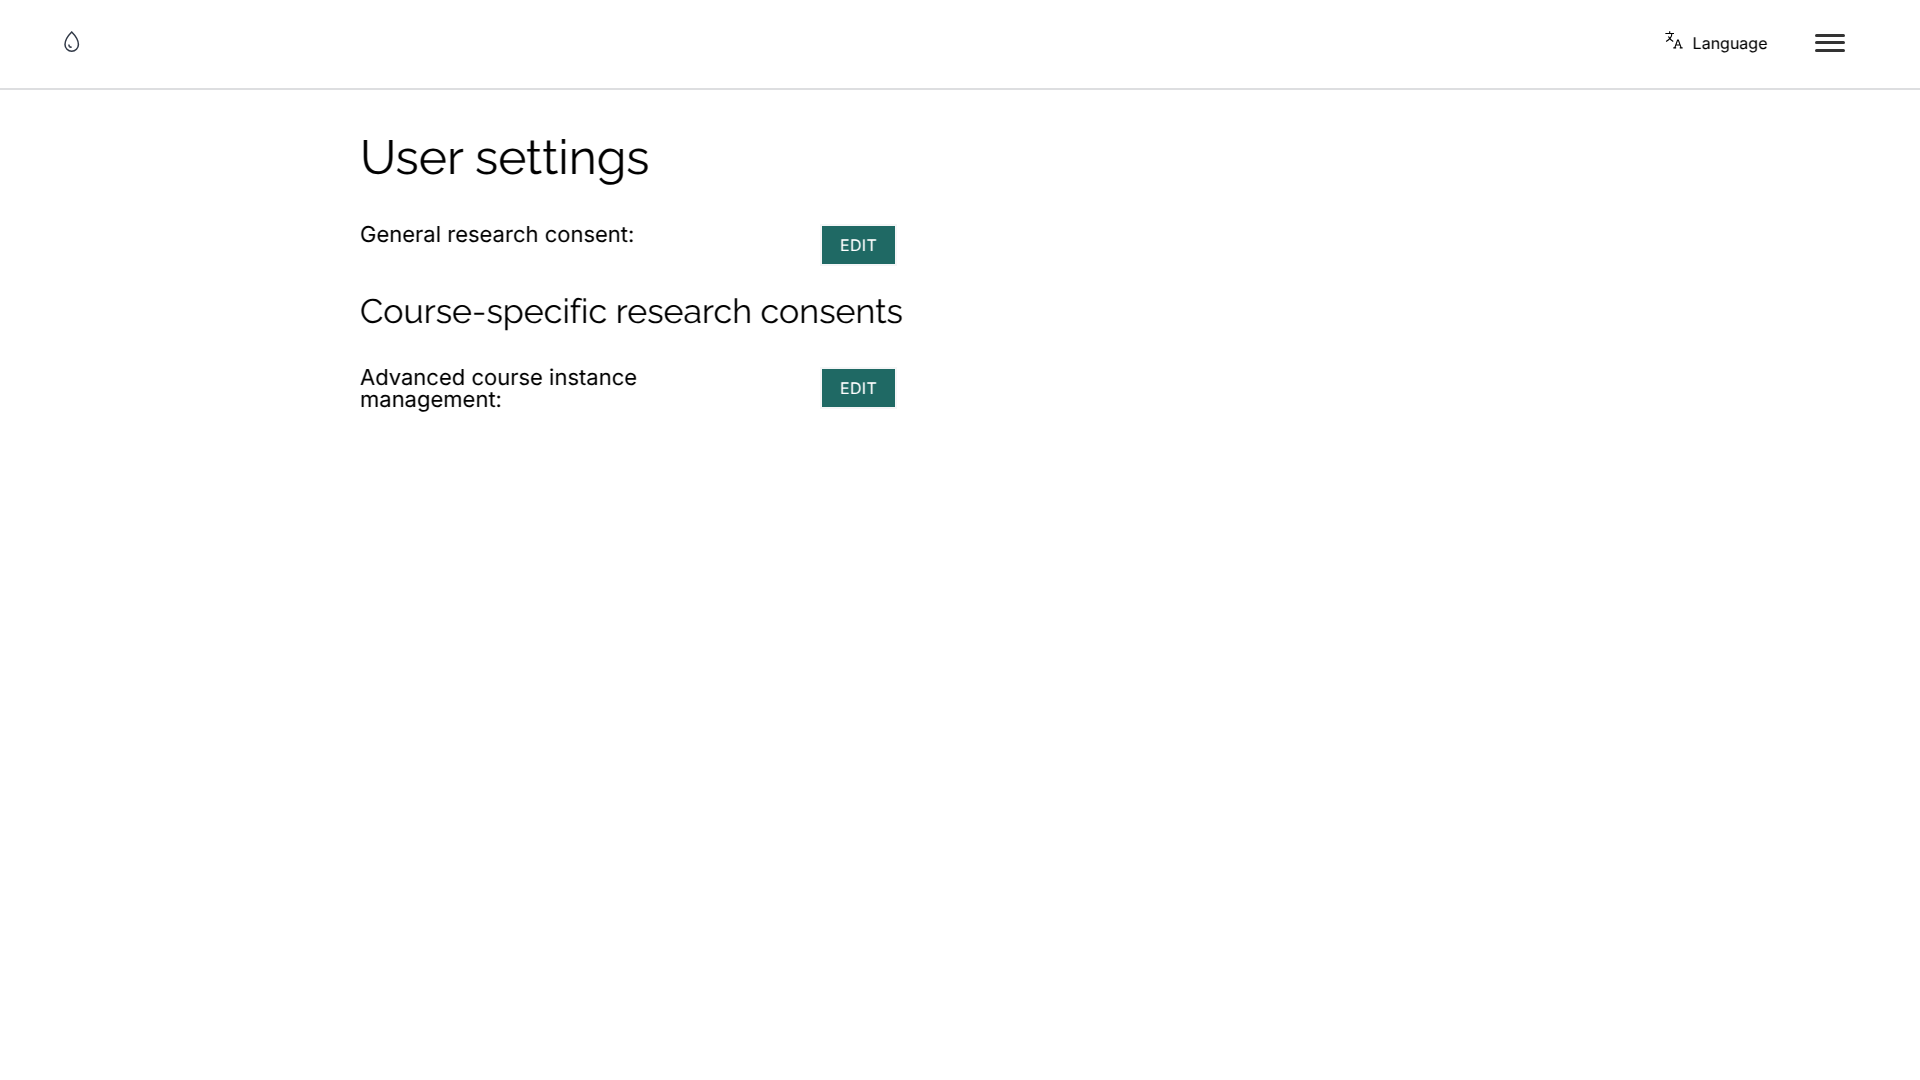 Language
User settings
General research consent:
EDIT
Course-specific research consents
Advanced course instance
management:
EDIT